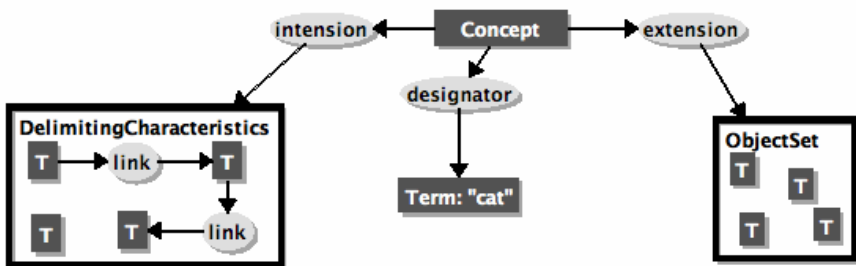 intension
Concept
extension
designator
DelimitingCharacteristics
T
link
T
T
T
link
Term: "cat"
ObjectSet
T
T
T
T